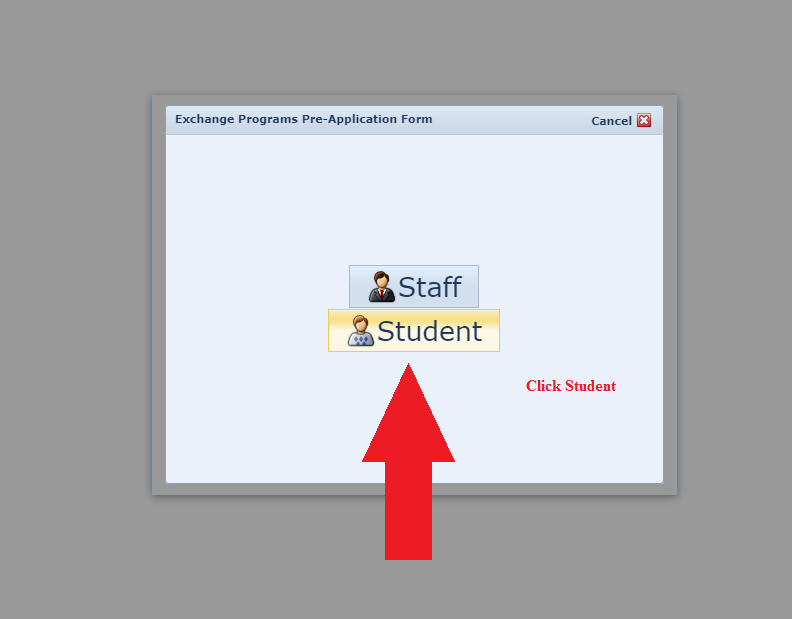 Exchange Programs Pre-Application Form
Cancel
Staff
Student
Click Student